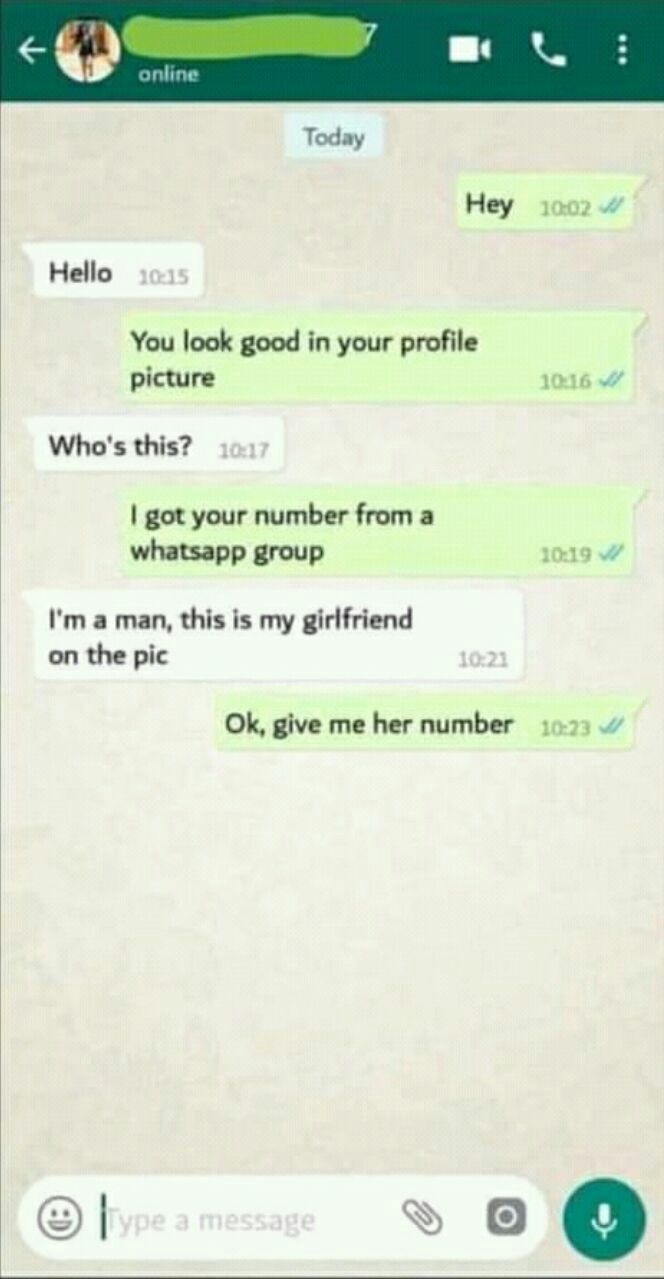 7
online
Today
Hey 10:02
Hello 10:15
You look good in your profile
picture 10:16
Who's this? 10:17
I got your number from a
whatsapp group 10:19
I'm a man, this is my girlfriend
on the pic 10:21
Ok, give me her number 10:23
Type a message